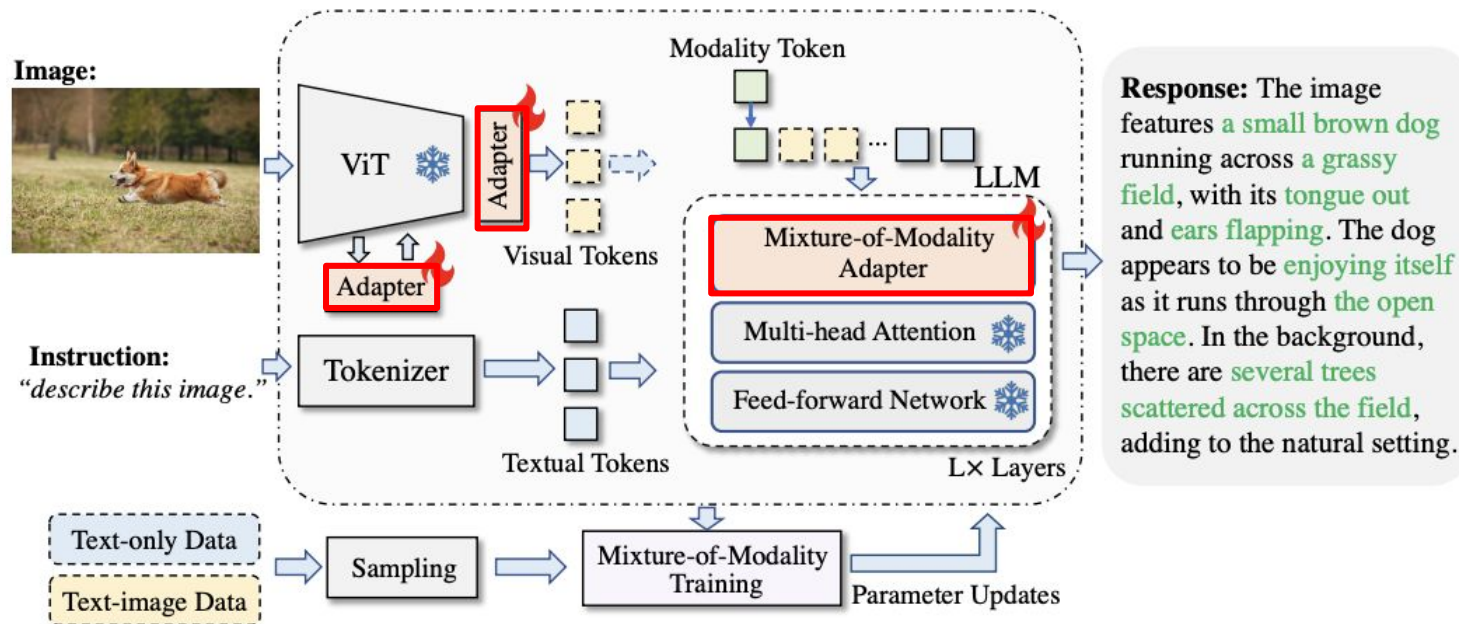 Image:
ViT
Adapter
Adapter
Visual Tokens
Modality Token
...
LLM
Mixture-of-Modality
Adapter
Multi-head Attention
Feed-forward Network
L× Layers
Instruction:
“describe this image.”
Tokenizer
Textual Tokens
Response: The image
features a small brown dog
running across a grassy
field, with its tongue out
and ears flapping. The dog
appears to be enjoying itself
as it runs through the open
space. In the background,
there are several trees
scattered across the field,
adding to the natural setting.
Text-only Data
Text-image Data
Sampling
Mixture-of-Modality
Training
Parameter Updates